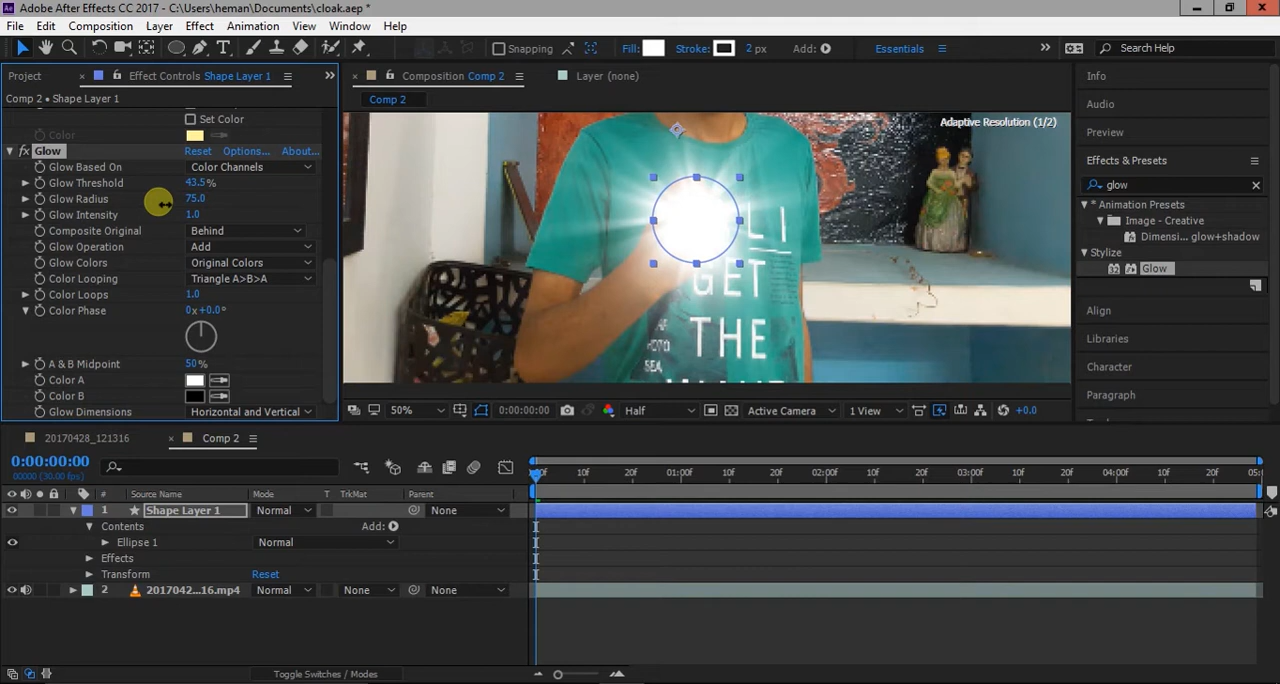 Adobe After Effects CC 2017 - C:\Users\heman\Documents\cloak.aep *
File Edit Composition Layer Effect Animation View Window Help
Snapping Fill: Stroke: 2 px Add: Essentials Search Help
Project Effect Controls Shape Layer 1 Composition Comp 2 Layer (none) Info
Comp 2 • Shape Layer 1 Comp 2 Audio
Set Color Adaptive Resolution (1/2)
Color Preview
fx Glow Reset Options... About...
Glow Based On Color Channels Effects & Presets
Glow Threshold 43.5% glow
Glow Radius 75.0 * Animation Presets
Glow Intensity 1.0 Image - Creative
Composite Original Behind Dimensi... glow+shadow
Glow Operation Add Stylize
Glow Colors Original Colors Glow
Color Looping Triangle A>B>A
Color Loops 1.0
Color Phase 0x+0.0° Align
LI
GET
THE
Libraries
A & B Midpoint 50% Character
Color A
Color B Paragraph
Glow Dimensions Horizontal and Vertical 50% 0:00:00:00 Half Active Camera 1 View +0.0
20170428_121316 Comp 2
0:00:00:00
00000 (30.00 fps) 10f 20f 01:00f 10f 20f 02:00f 10f 20f 03:00f 10f 20f 04:00f 10f 20f
# Source Name Mode T TrkMat Parent
1 Shape Layer 1 Normal None
Contents Add:
Ellipse 1 Normal
Effects
Transform Reset
2 2017042...16.mp4 Normal None None
Toggle Switches / Modes